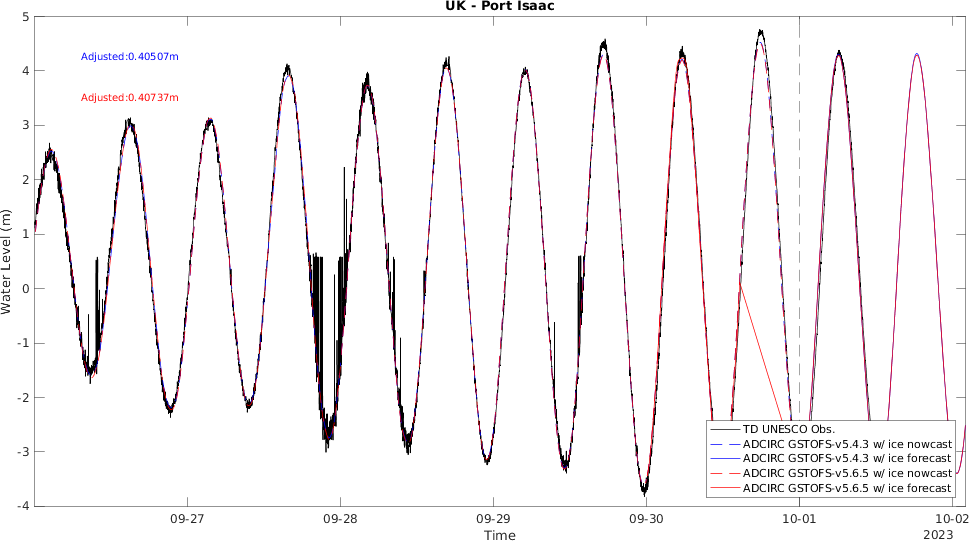 UK - Port Isaac
5
Adjusted:0.40507m
4
Adjusted:0.40737m
3
2
1
0
-1
-2
-3
-4
Water Level (m)
TD UNESCO Obs.
ADCIRC GSTOFS-v5.4.3 w/ ice nowcast
ADCIRC GSTOFS-v5.4.3 w/ ice forecast
ADCIRC GSTOFS-v5.6.5 w/ ice nowcast
ADCIRC GSTOFS-v5.6.5 w/ ice forecast
09-27 09-28 09-29 09-30 10-01 10-02
Time
2023